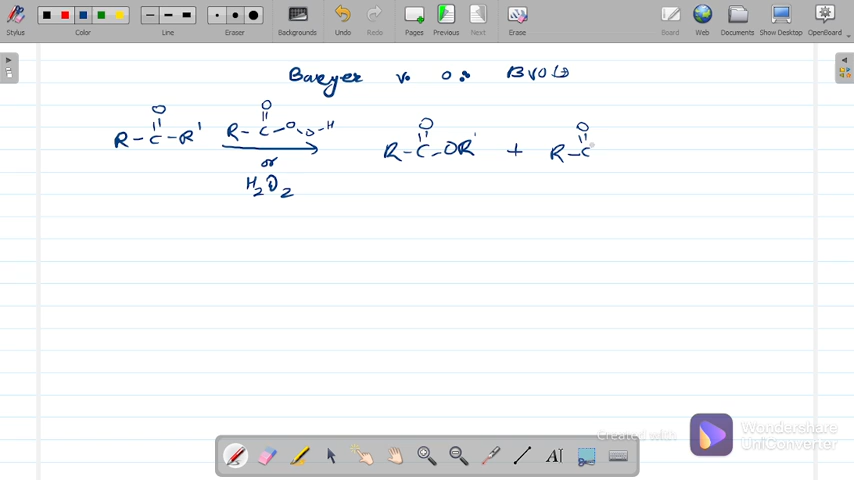 Stylus Color Line Eraser Backgrounds Undo Redo Pages Previous Next Erase Board Web Documents Show Desktop OpenBoard
Baeyer v. O:
R-C(=O)-R' R-C(=O)-O-O-H R-C(=O)-OR' + R-C(=O)
or
H2O2
Created with Wondershare UniConverter